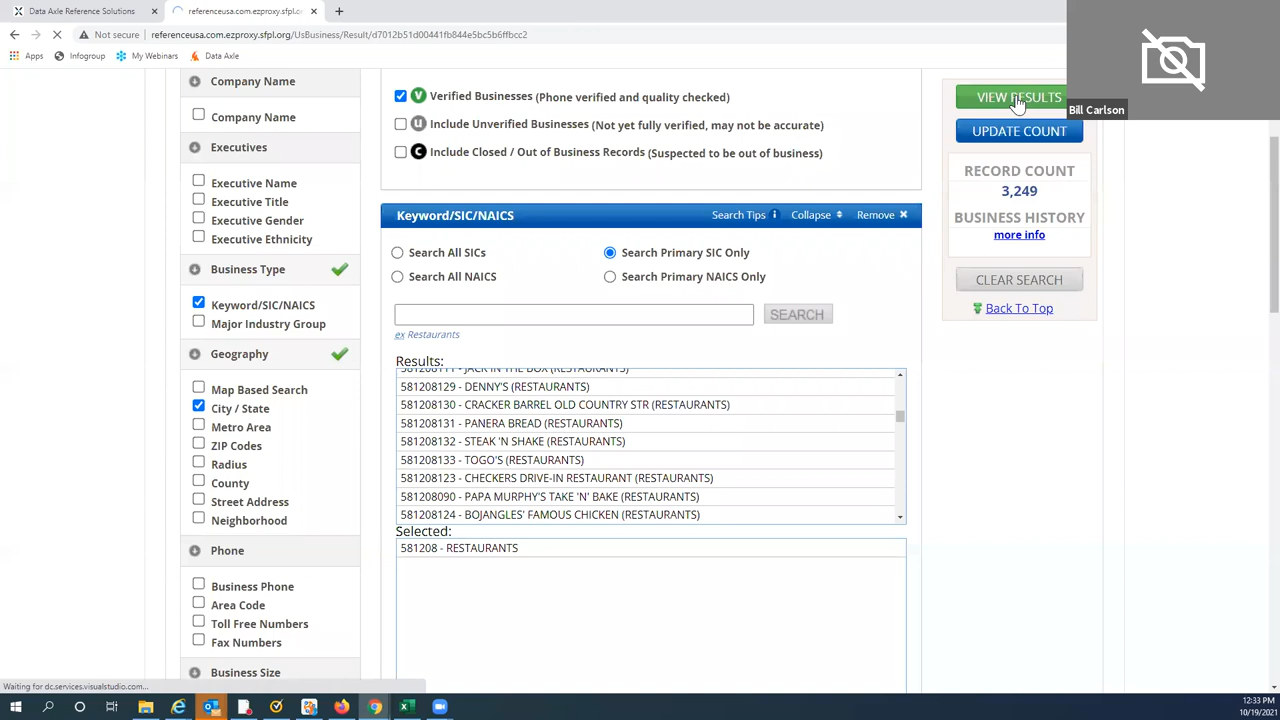 Data Axle Reference Solutions
referenceusa.com.ezproxy.sfpl.org
Not secure
referenceusa.com.ezproxy.sfpl.org/UsBusiness/Result/d7012b51d00441fb844e5bc5b6ffbcc2
Apps
Infogroup
My Webinars
Data Axle
Bill Carlson
Company Name
Company Name
Executives
Executive Name
Executive Title
Executive Gender
Executive Ethnicity
Business Type
Keyword/SIC/NAICS
Major Industry Group
Geography
Map Based Search
City / State
Metro Area
ZIP Codes
Radius
County
Street Address
Neighborhood
Phone
Business Phone
Area Code
Toll Free Numbers
Fax Numbers
Business Size
V Verified Businesses (Phone verified and quality checked)
u Include Unverified Businesses (Not yet fully verified, may not be accurate)
C Include Closed / Out of Business Records (Suspected to be out of business)
Keyword/SIC/NAICS
Search Tips i
Collapse
Remove
Search All SICs
Search Primary SIC Only
Search All NAICS
Search Primary NAICS Only
SEARCH
ex Restaurants
Results:
581208111 - JACK IN THE BOX (RESTAURANTS)
581208129 - DENNY'S (RESTAURANTS)
581208130 - CRACKER BARREL OLD COUNTRY STR (RESTAURANTS)
581208131 - PANERA BREAD (RESTAURANTS)
581208132 - STEAK 'N SHAKE (RESTAURANTS)
581208133 - TOGO'S (RESTAURANTS)
581208123 - CHECKERS DRIVE-IN RESTAURANT (RESTAURANTS)
581208090 - PAPA MURPHY'S TAKE 'N' BAKE (RESTAURANTS)
581208124 - BOJANGLES' FAMOUS CHICKEN (RESTAURANTS)
Selected:
581208 - RESTAURANTS
VIEW RESULTS
UPDATE COUNT
RECORD COUNT
3,249
BUSINESS HISTORY
more info
CLEAR SEARCH
Back To Top
Waiting for dc.services.visualstudio.com...
12:33 PM
10/19/2021